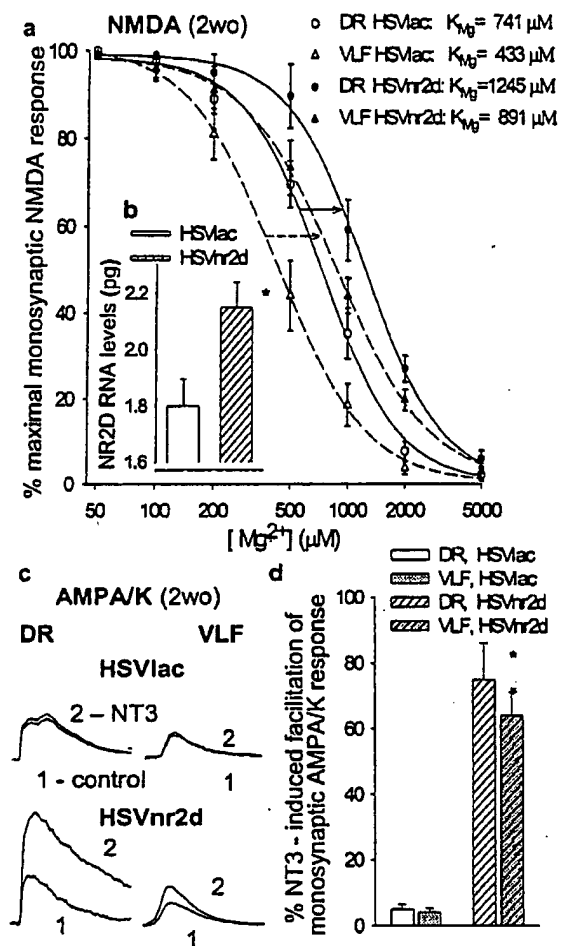 a NMDA (2wo)
DR HSVlac: K_Mg= 741 µM
VLF HSVlac: K_Mg= 433 µM
DR HSVnr2d: K_Mg=1245 µM
VLF HSVnr2d: K_Mg= 891 µM
% maximal monosynaptic NMDA response
100
80
60
40
20
0
b
HSVlac
HSVnr2d
NR2D RNA levels (pg)
2.2
2.0
1.8
1.6
*
50 100 200 500 1000 2000 5000
[Mg²⁺] (µM)
c
AMPA/K (2wo)
DR VLF
HSVlac
2 – NT3 2
1 - control 1
HSVnr2d
2 2
1 1
d
DR, HSVlac
VLF, HSVlac
DR, HSVnr2d
VLF, HSVnr2d
% NT3 - induced facilitation of
monosynaptic AMPA/K response
100
80
60
40
20
0
*
*